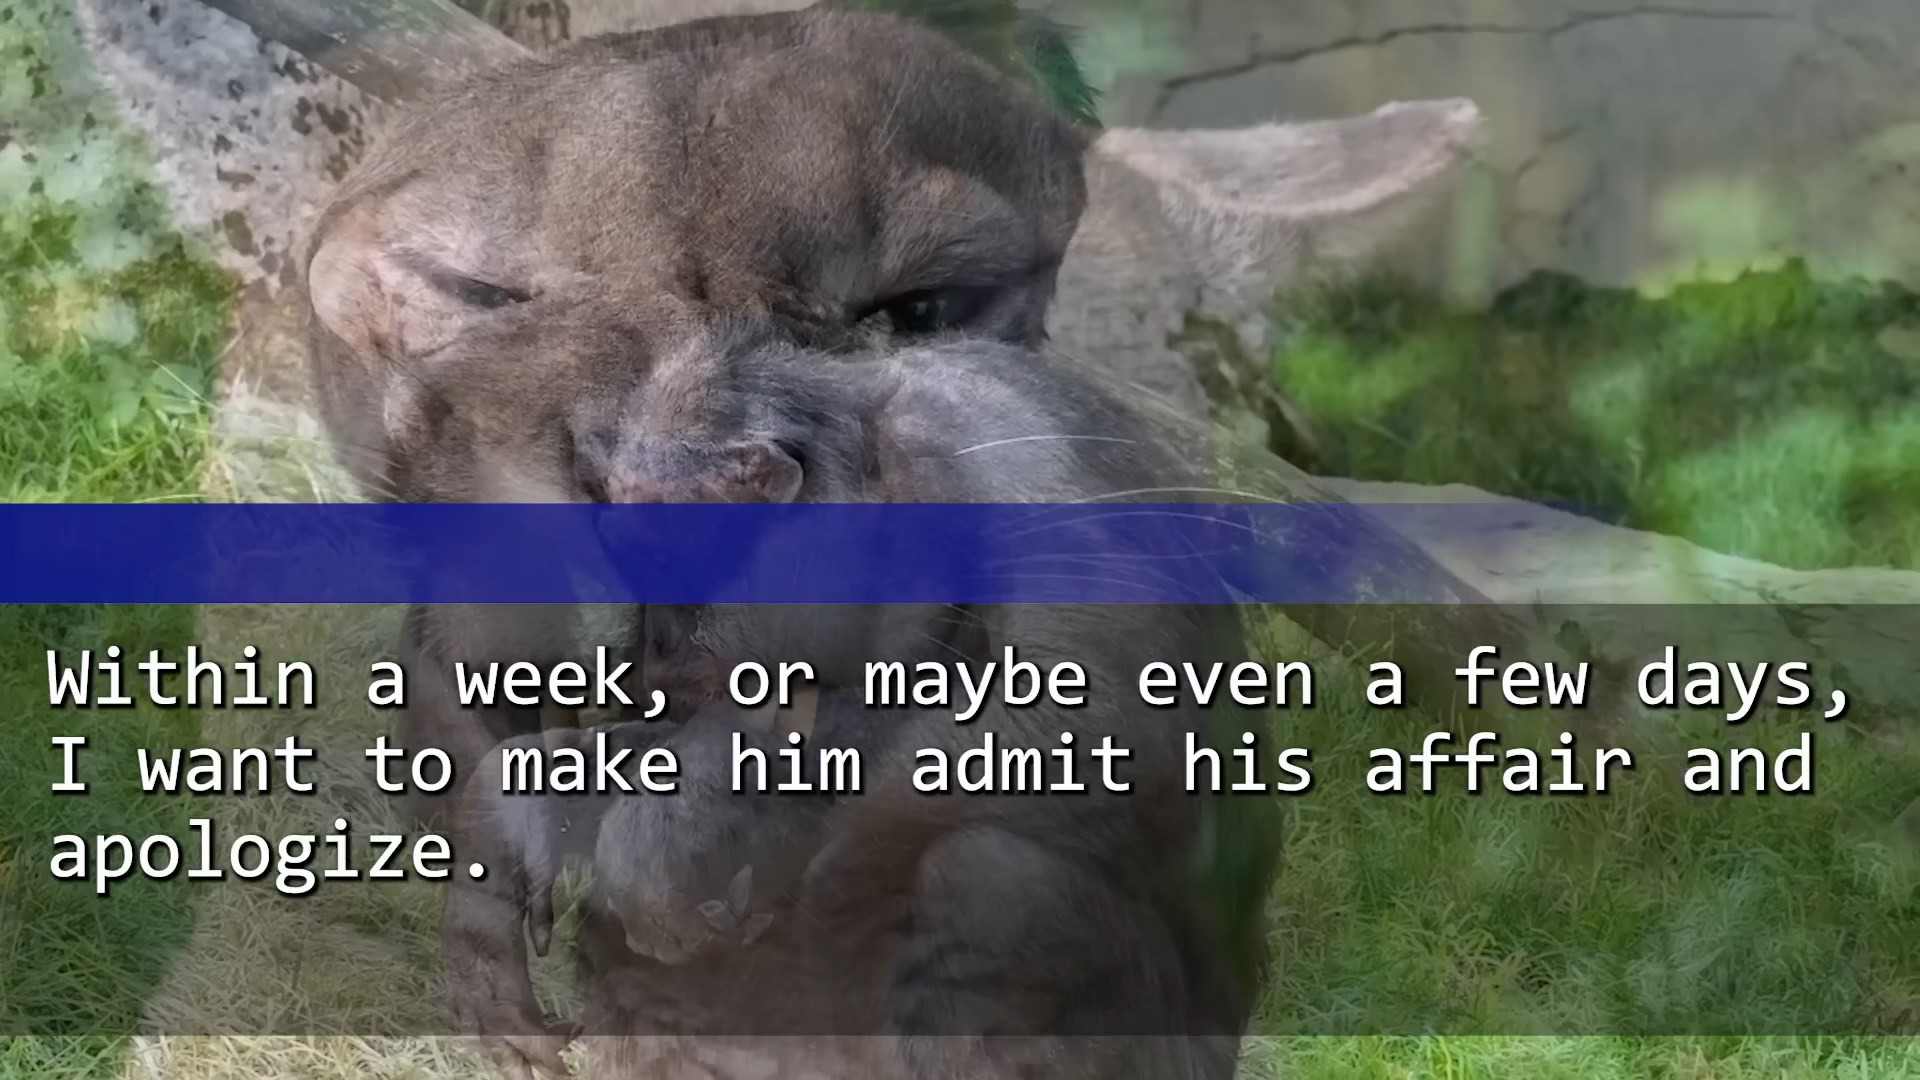 Within a week, or maybe even a few days,
I want to make him admit his affair and
apologize.